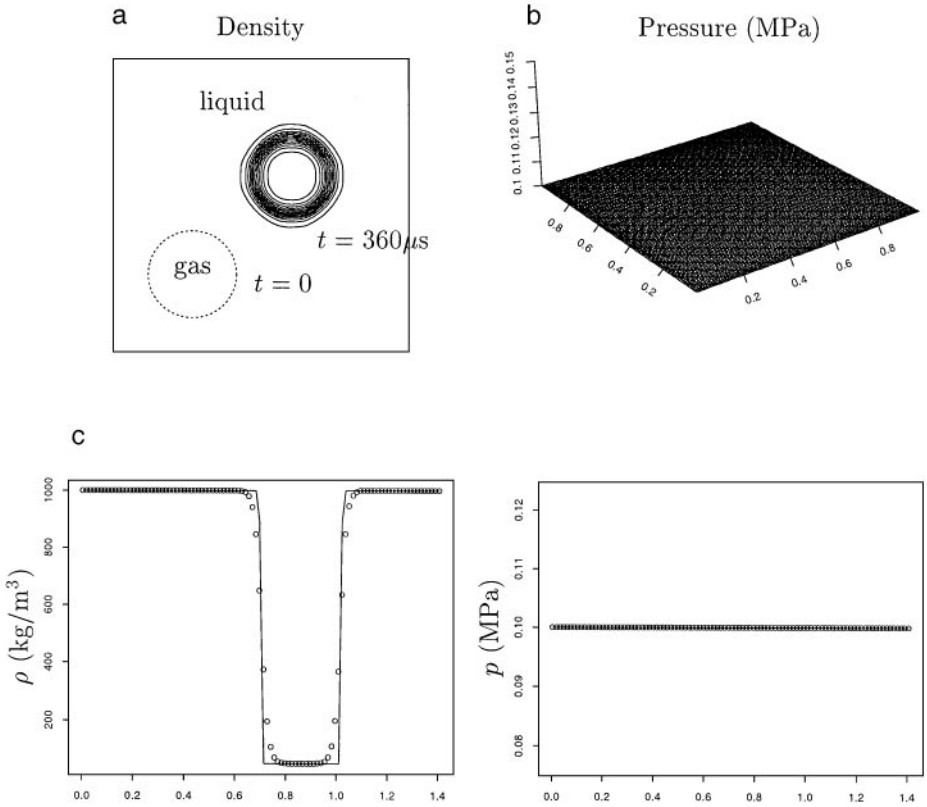 a
Density
liquid
t = 360μs
gas
t = 0
b
Pressure (MPa)
0.1 0.11 0.12 0.13 0.14 0.15
0.8
0.6
0.4
0.2
0.2
0.4
0.6
0.8
c
ρ (kg/m³)
1000
800
600
400
200
0.0 0.2 0.4 0.6 0.8 1.0 1.2 1.4
p (MPa)
0.12
0.11
0.10
0.09
0.08
0.0 0.2 0.4 0.6 0.8 1.0 1.2 1.4